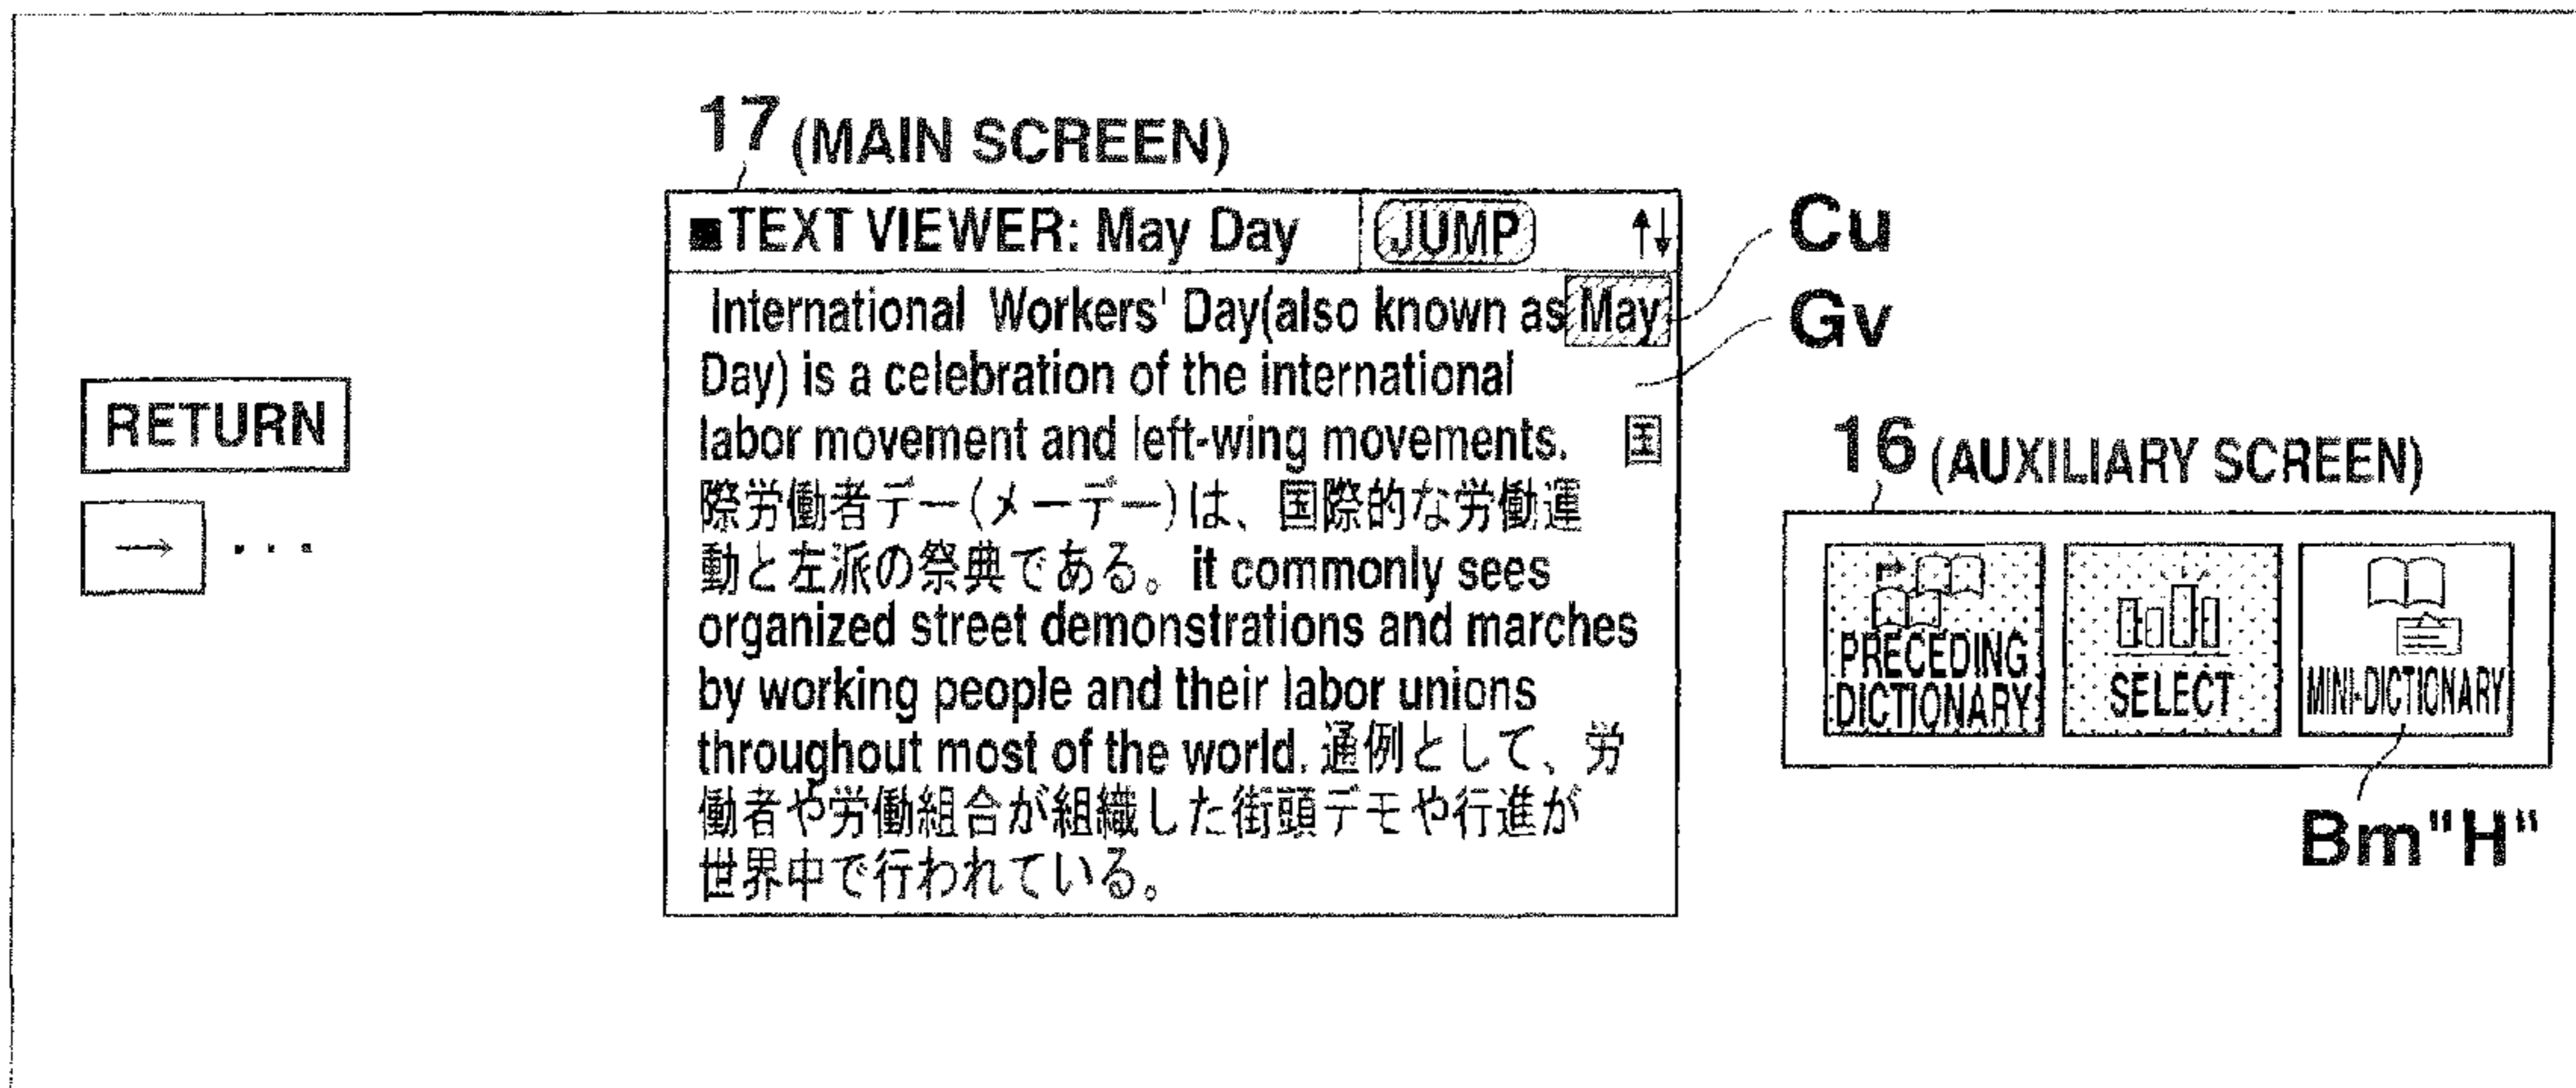 17 (MAIN SCREEN)
■TEXT VIEWER: May Day JUMP ↑↓
International Workers' Day(also known as May
Day) is a celebration of the international
labor movement and left-wing movements. 国
際労働者デー(メーデー)は、国際的な労働運
動と左派の祭典である。it commonly sees
organized street demonstrations and marches
by working people and their labor unions
throughout most of the world. 通例として、労
働者や労働組合が組織した街頭デモや行進が
世界中で行われている。
Cu
Gv
RETURN
→ ...
16 (AUXILIARY SCREEN)
PRECEDING
DICTIONARY
SELECT
MINI-DICTIONARY
Bm"H"